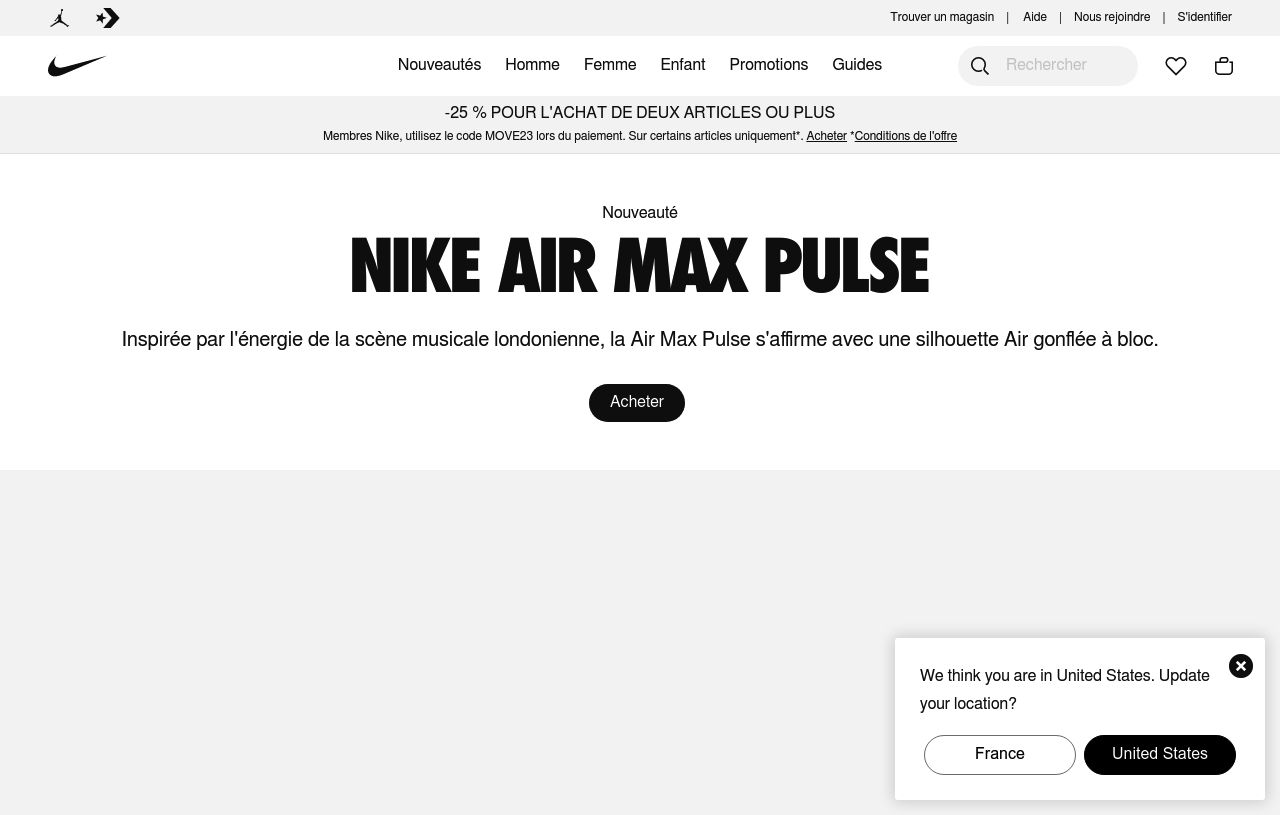 Trouver un magasin | Aide | Nous rejoindre | S'identifier
Nouveautés Homme Femme Enfant Promotions Guides Rechercher
-25 % POUR L'ACHAT DE DEUX ARTICLES OU PLUS
Membres Nike, utilisez le code MOVE23 lors du paiement. Sur certains articles uniquement*. Acheter *Conditions de l'offre
Nouveauté
NIKE AIR MAX PULSE
Inspirée par l'énergie de la scène musicale londonienne, la Air Max Pulse s'affirme avec une silhouette Air gonflée à bloc.
Acheter
We think you are in United States. Update
your location?
France United States